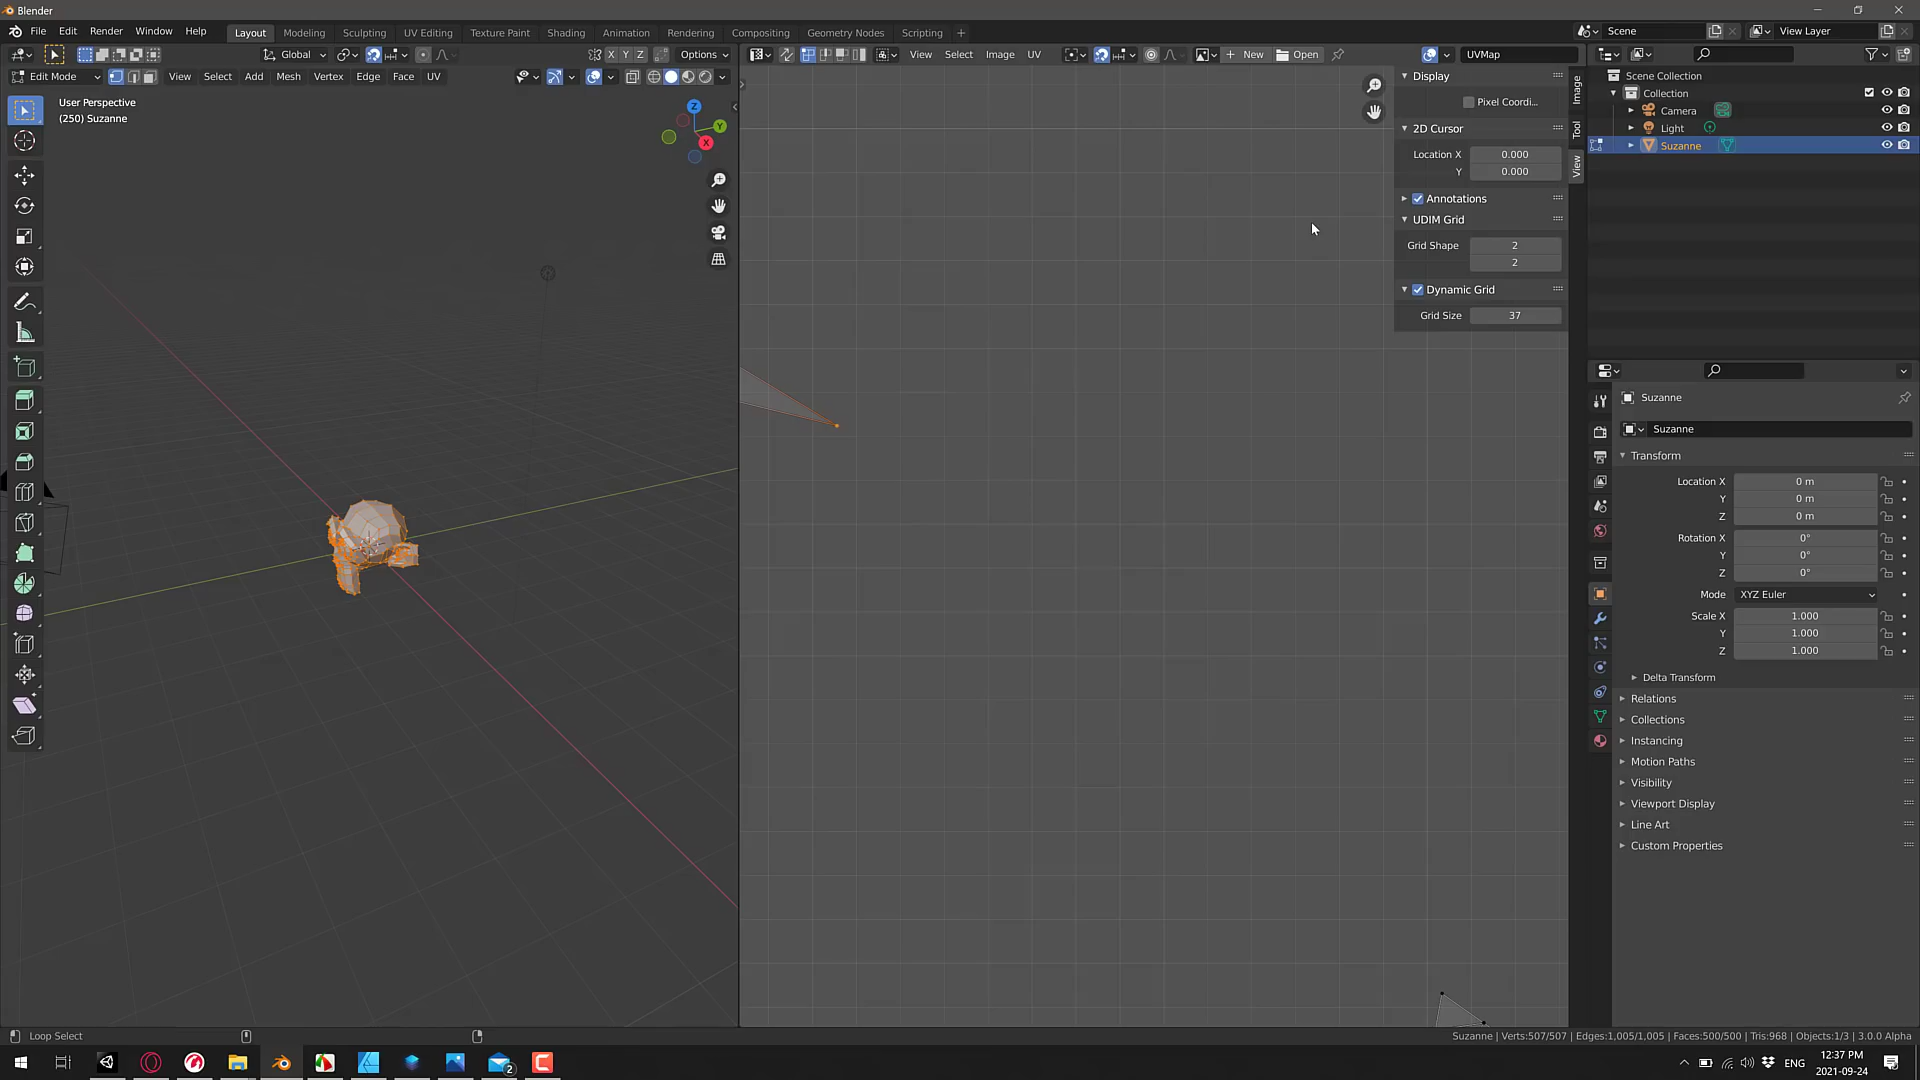 Blender
File Edit Render Window Help Layout Modeling Sculpting UV Editing Texture Paint Shading Animation Rendering Compositing Geometry Nodes Scripting + Scene View Layer
Global X Y Z Options View Select Image UV New Open UVMap
Edit Mode View Select Add Mesh Vertex Edge Face UV
User Perspective
(250) Suzanne
Z
Y
X
Display
Pixel Coordi...
2D Cursor
Location X 0.000
Y 0.000
Annotations
UDIM Grid
Grid Shape 2
2
Dynamic Grid
Grid Size 37
Image
Tool
View
Scene Collection
Collection
Camera
Light
Suzanne
Suzanne
Suzanne
Transform
Location X 0 m
Y 0 m
Z 0 m
Rotation X 0°
Y 0°
Z 0°
Mode XYZ Euler
Scale X 1.000
Y 1.000
Z 1.000
Delta Transform
Relations
Collections
Instancing
Motion Paths
Visibility
Viewport Display
Line Art
Custom Properties
Loop Select
Suzanne | Verts:507/507 | Edges:1,005/1,005 | Faces:500/500 | Tris:968 | Objects:1/3 | 3.0.0 Alpha
2
ENG
12:37 PM
2021-09-24